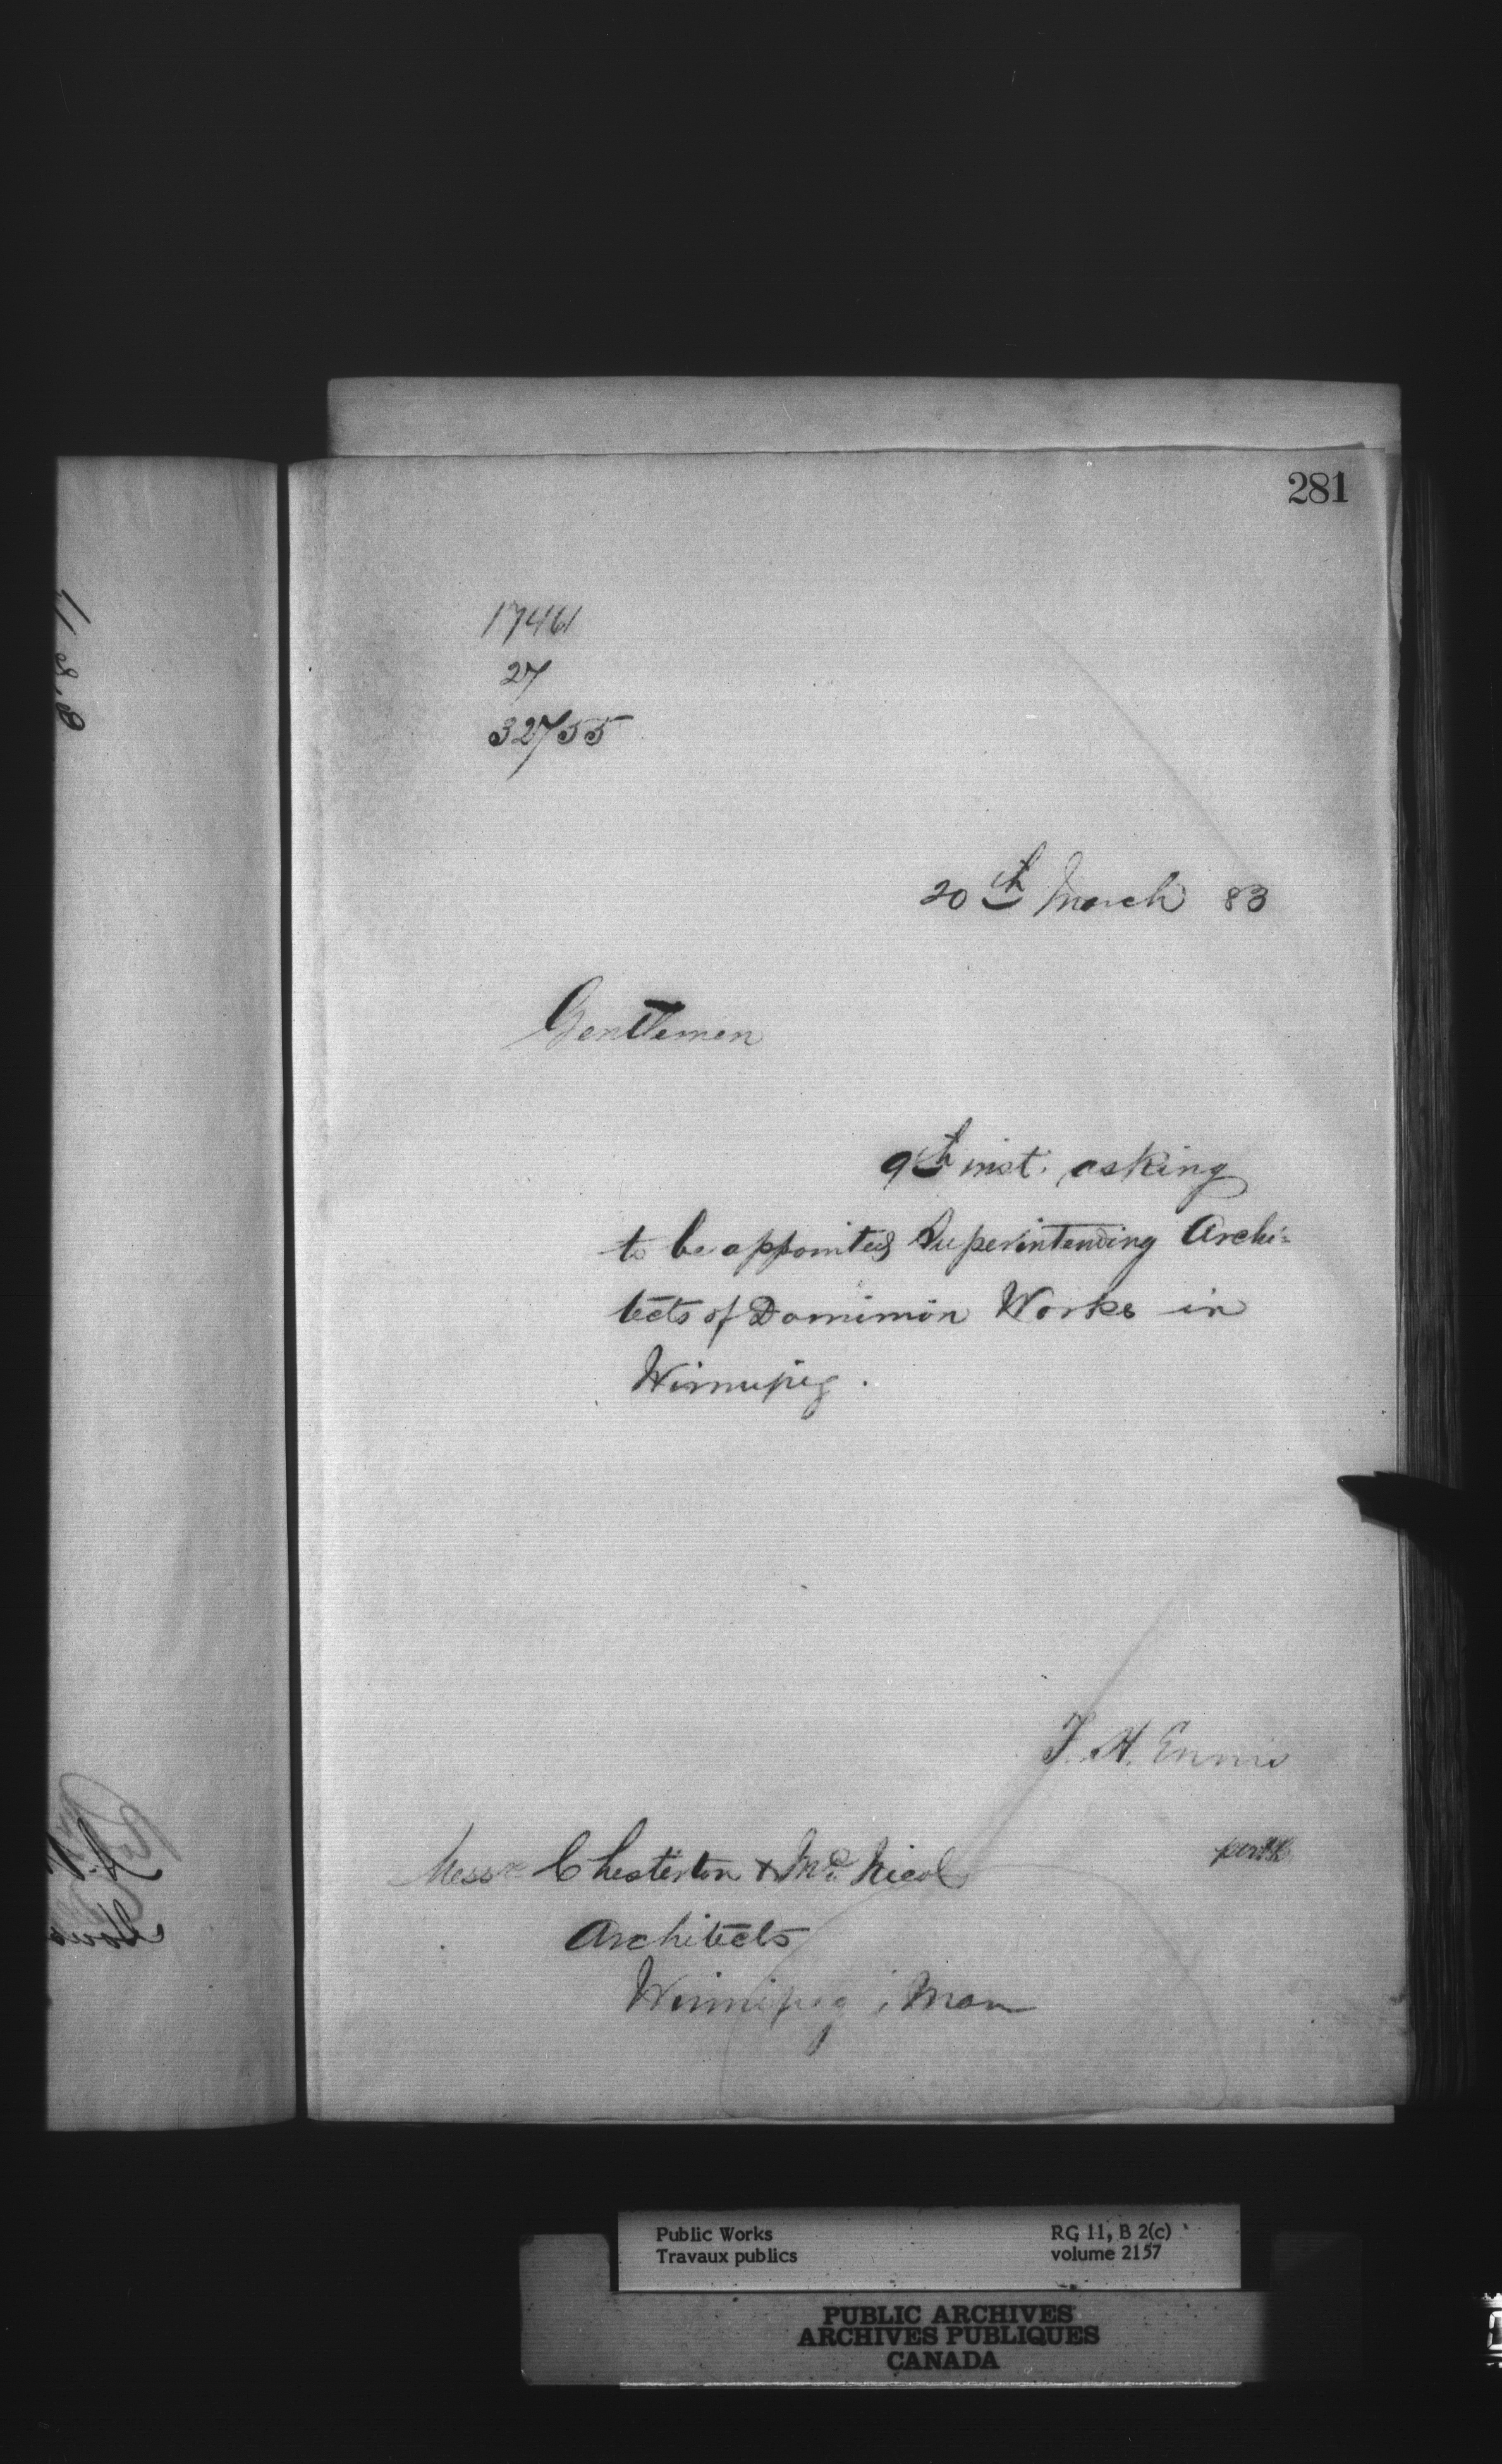 281
17461
27
32755
20th March 83
Gentlemen
9th inst. asking
to be appointed Superintending Archi-
tects of Dominion Works in
Winnipeg.
F. H. Ennis
Messrs Chesterton & Mc. Nicol
Architects
Winnipeg, Man
Public Works
Travaux publics
RG 11, B 2(c)
volume 2157
PUBLIC ARCHIVES
ARCHIVES PUBLIQUES
CANADA